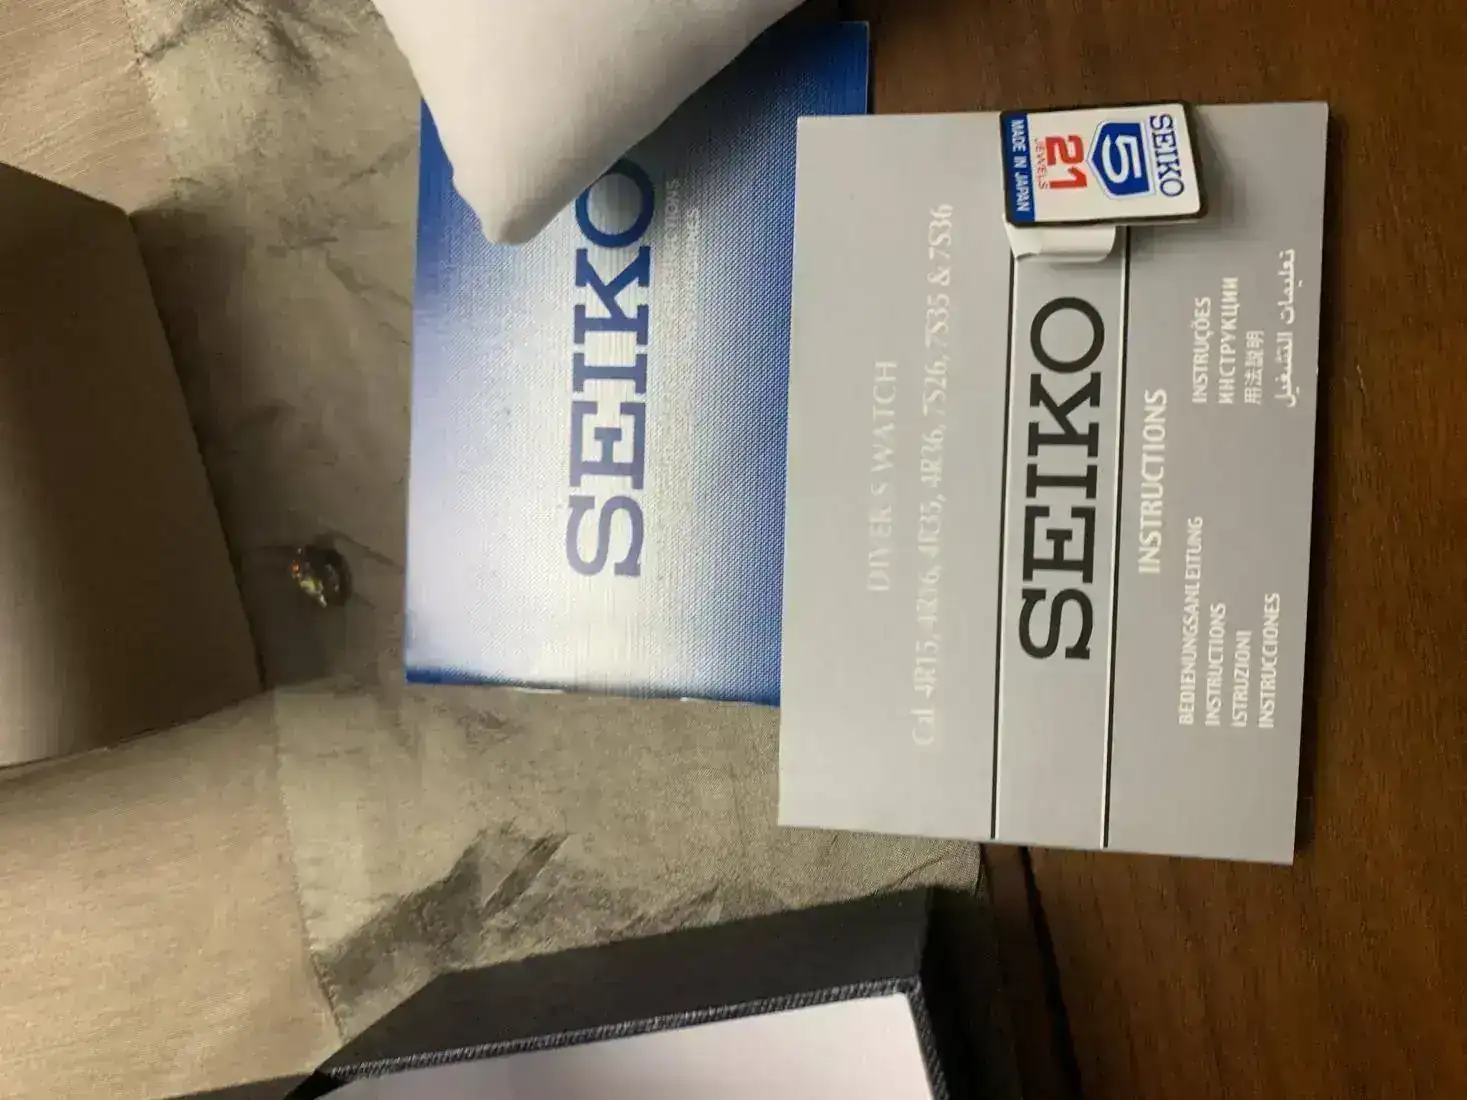 SEIKO
SEIKO
5
21
JEWELS
MADE IN JAPAN
DIVER'S WATCH
Cal. 4R15, 4R16, 4R35, 4R36, 7S26, 7S35 & 7S36
SEIKO
INSTRUCTIONS
BEDIENUNGSANLEITUNG
INSTRUCTIONS
ISTRUZIONI
INSTRUCCIONES
INSTRUÇÕES
ИНСТРУКЦИИ
用法説明
تعليمات التشغيل